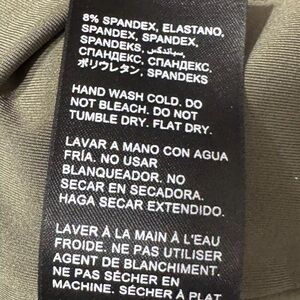 8% SPANDEX, ELASTANO,
SPANDEX, SPANDEX,
SPANDEKS, سباندكس,
СПАНДЕКС, СПАНДЕКС,
ポリウレタン, SPANDEKS
HAND WASH COLD. DO
NOT BLEACH. DO NOT
TUMBLE DRY. FLAT DRY.
LAVAR A MANO CON AGUA
FRÍA. NO USAR
BLANQUEADOR. NO
SECAR EN SECADORA.
HAGA SECAR EXTENDIDO.
LAVER À LA MAIN À L'EAU
FROIDE. NE PAS UTILISER
AGENT DE BLANCHIMENT.
NE PAS SÉCHER EN
MACHINE. SÉCHER À PLAT